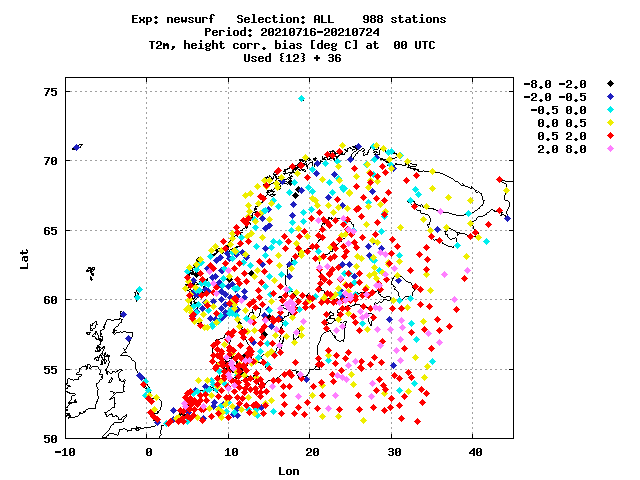 Exp: newsurf   Selection: ALL    988 stations
Period: 20210716-20210724
T2m, height corr. bias [deg C] at  00 UTC
Used {12} + 36
-8.0 -2.0
-2.0 -0.5
-0.5 0.0
0.0 0.5
0.5 2.0
2.0 8.0
75
70
65
60
55
50
Lat
-10 0 10 20 30 40
Lon